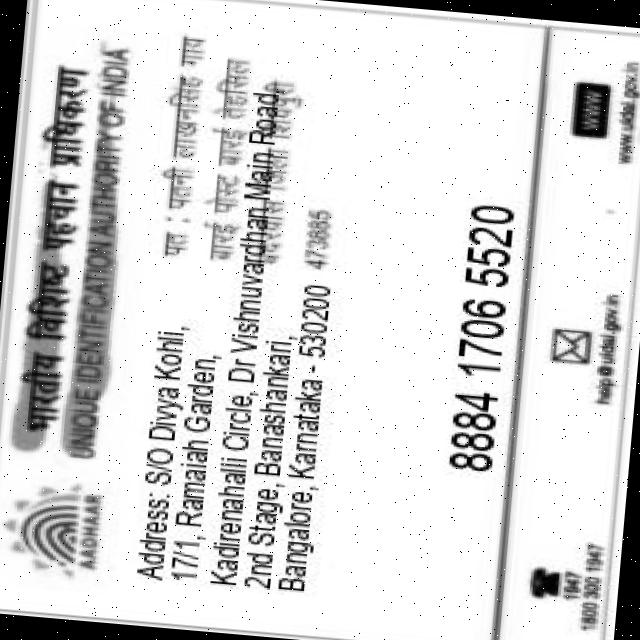 भारतीय विशिष्ट पहचान प्राधिकरण
UNIQUE IDENTIFICATION AUTHORITY OF INDIA
AADHAAR
Address: S/O Divya Kohli,
17/1, Ramaiah Garden,
Kadirenahalli Circle, Dr Vishnuvardhan Main Road,
2nd Stage, Banashankari,
Bangalore, Karnataka - 530200
473885
8884 1706 5520
1947
1800 300 1947
help@uidai.gov.in
WWW
www.uidai.gov.in